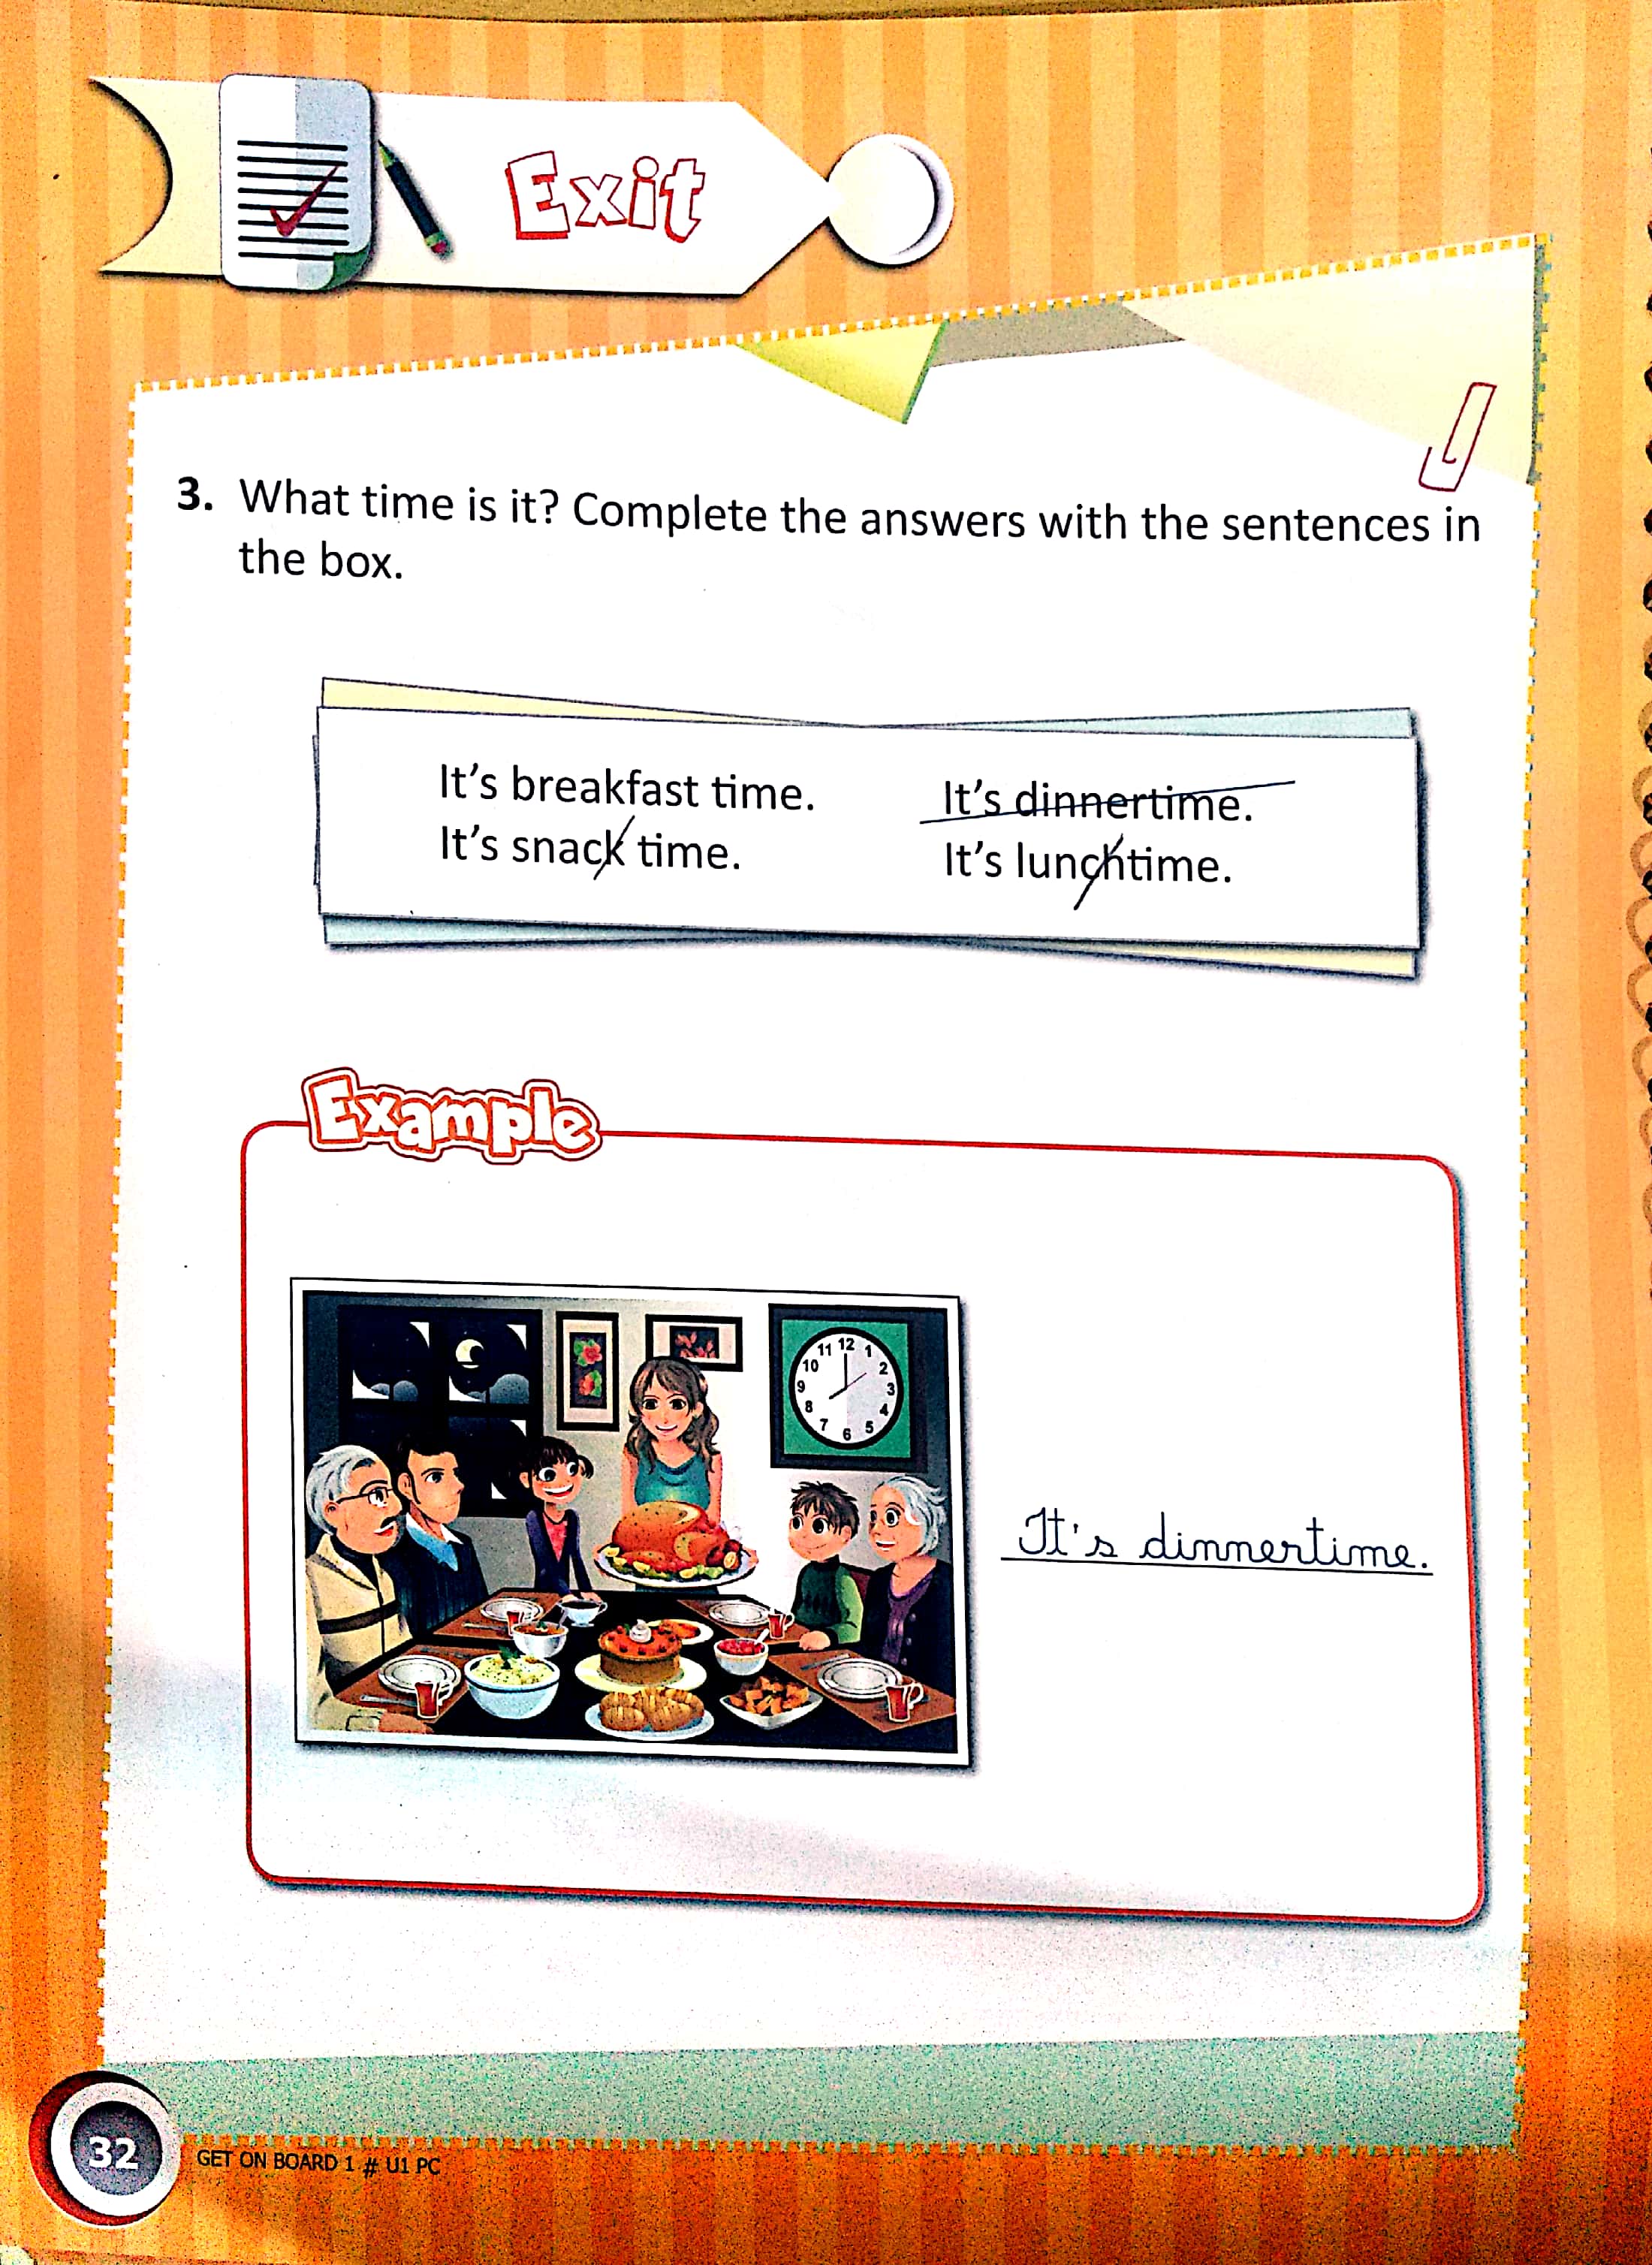 Exit
3. What time is it? Complete the answers with the sentences in
the box.
It's breakfast time. It's dinnertime.
It's snack time. It's lunchtime.
Example
11 12 1
10 2
9 3
8 4
7 6 5
It's dinnertime.
32 GET ON BOARD 1 # U1 PC